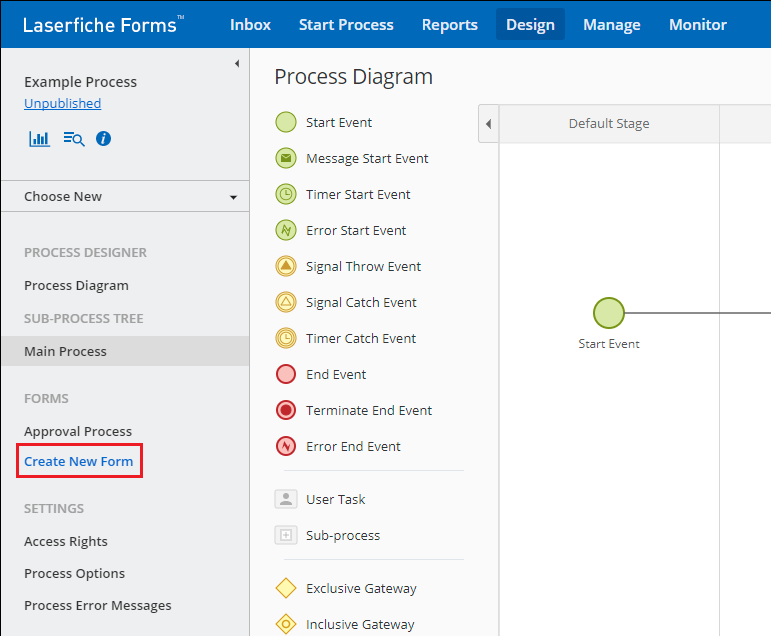 Laserfiche Forms™ Inbox Start Process Reports Design Manage Monitor
Example Process
Unpublished
i
Choose New
PROCESS DESIGNER
Process Diagram
SUB-PROCESS TREE
Main Process
FORMS
Approval Process
Create New Form
SETTINGS
Access Rights
Process Options
Process Error Messages
Process Diagram
Start Event
Message Start Event
Timer Start Event
Error Start Event
Signal Throw Event
Signal Catch Event
Timer Catch Event
End Event
Terminate End Event
Error End Event
User Task
Sub-process
Exclusive Gateway
Inclusive Gateway
Default Stage
Start Event